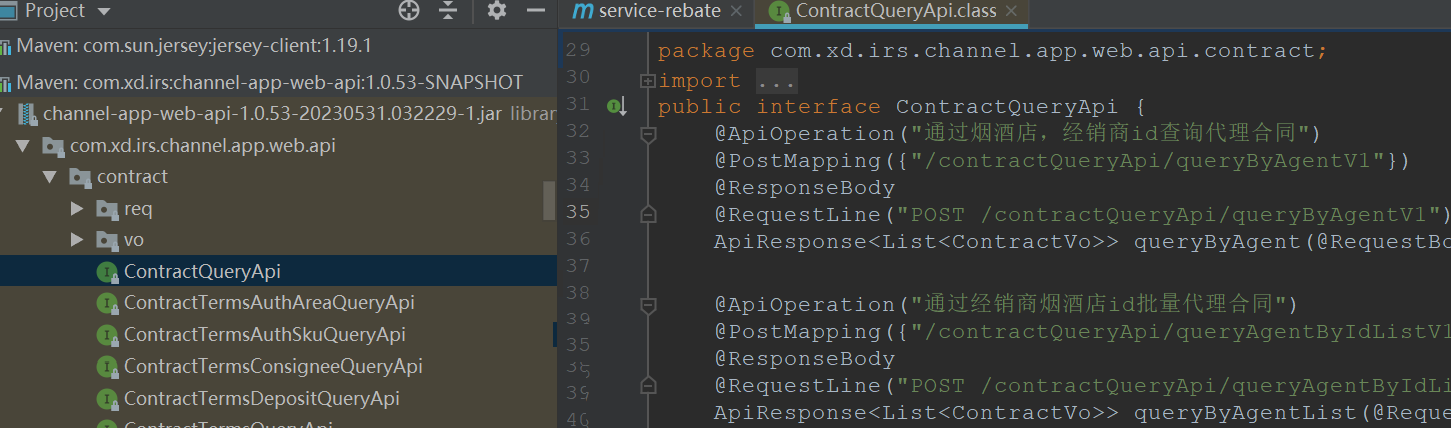 Project
Maven: com.sun.jersey:jersey-client:1.19.1
Maven: com.xd.irs:channel-app-web-api:1.0.53-SNAPSHOT
channel-app-web-api-1.0.53-20230531.032229-1.jar librar
com.xd.irs.channel.app.web.api
contract
req
vo
ContractQueryApi
ContractTermsAuthAreaQueryApi
ContractTermsAuthSkuQueryApi
ContractTermsConsigneeQueryApi
ContractTermsDepositQueryApi
ContractTermsQueryApi
service-rebate
ContractQueryApi.class
29 package com.xd.irs.channel.app.web.api.contract;
30 import ...
31 public interface ContractQueryApi {
32 @ApiOperation("通过烟酒店，经销商id查询代理合同")
33 @PostMapping({"/contractQueryApi/queryByAgentV1"})
34 @ResponseBody
35 @RequestLine("POST /contractQueryApi/queryByAgentV1")
36 ApiResponse<List<ContractVo>> queryByAgent(@RequestBo
37
38 @ApiOperation("通过经销商烟酒店id批量代理合同")
39 @PostMapping({"/contractQueryApi/queryAgentByIdListV1
35 @ResponseBody
@RequestLine("POST /contractQueryApi/queryAgentByIdLi
ApiResponse<List<ContractVo>> queryByAgentList(@Reque